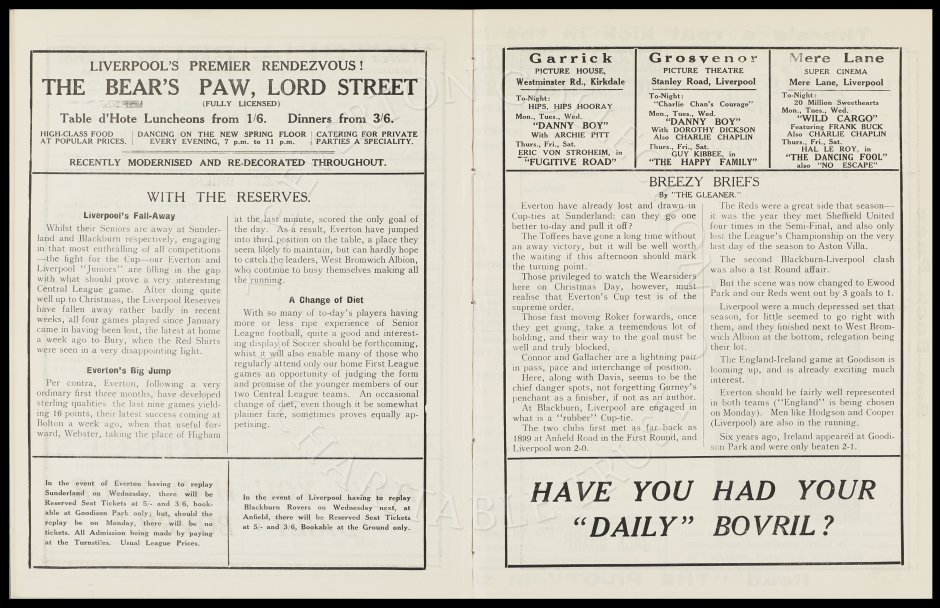 LIVERPOOL'S PREMIER RENDEZVOUS!
THE BEAR'S PAW, LORD STREET
(FULLY LICENSED)
Table d'Hote Luncheons from 1/6. Dinners from 3/6.
HIGH-CLASS FOOD
AT POPULAR PRICES.
DANCING ON THE NEW SPRING FLOOR
EVERY EVENING, 7 p.m. to 11 p.m.
CATERING FOR PRIVATE
PARTIES A SPECIALITY.
RECENTLY MODERNISED AND RE-DECORATED THROUGHOUT.
WITH THE RESERVES.
Liverpool's Fall-Away
Whilst their Seniors are away at Sunder-
land and Blackburn respectively, engaging
in that most enthralling of all competitions
—the fight for the Cup—our Everton and
Liverpool "Juniors" are filling in the gap
with what should prove a very interesting
Central League game. After doing quite
well up to Christmas, the Liverpool Reserves
have fallen away rather badly in recent
weeks, all four games played since January
came in having been lost, the latest at home
a week ago to Bury, when the Red Shirts
were seen in a very disappointing light.
Everton's Big Jump
Per contra, Everton, following a very
ordinary first three months, have developed
sterling qualities the last nine games yield-
ing 16 points, their latest success coming at
Bolton a week ago, when that useful for-
ward, Webster, taking the place of Higham
at the last minute, scored the only goal of
the day. As a result, Everton have jumped
into third position on the table, a place they
seem likely to maintain, but can hardly hope
to catch the leaders, West Bromwich Albion,
who continue to busy themselves making all
the running.
A Change of Diet
With so many of to-day's players having
more or less ripe experience of Senior
League football, quite a good and interest-
ing display of Soccer should be forthcoming,
whist it will also enable many of those who
regularly attend only our home First League
games an opportunity of judging the form
and promise of the younger members of our
two Central League teams. An occasional
change of diet, even though it be somewhat
plainer fare, sometimes proves equally ap-
petising.
In the event of Everton having to replay
Sunderland on Wednesday, there will be
Reserved Seat Tickets at 5/- and 3/6, book-
able at Goodison Park only; but, should the
replay be on Monday, there will be no
tickets. All Admission being made by paying
at the Turnstiles. Usual League Prices.
In the event of Liverpool having to replay
Blackburn Rovers on Wednesday next, at
Anfield, there will be Reserved Seat Tickets
at 5/- and 3/6, Bookable at the Ground only.
Garrick
PICTURE HOUSE,
Westminster Rd., Kirkdale
To-Night:
HIPS, HIPS HOORAY
Mon., Tues., Wed.
"DANNY BOY"
With ARCHIE PITT
Thurs., Fri., Sat.
ERIC VON STROHEIM, in
"FUGITIVE ROAD"
Grosvenor
PICTURE THEATRE
Stanley Road, Liverpool
To-Night:
"Charlie Chan's Courage"
Mon., Tues., Wed.
"DANNY BOY"
With DOROTHY DICKSON
Also CHARLIE CHAPLIN
Thurs., Fri., Sat.
GUY KIBBEE, in
"THE HAPPY FAMILY"
Mere Lane
SUPER CINEMA
Mere Lane, Liverpool
To-Night:
20 Million Sweethearts
Mon., Tues., Wed.
"WILD CARGO"
Featuring FRANK BUCK
Also CHARLIE CHAPLIN
Thurs., Fri., Sat.
HAL LE ROY, in
"THE DANCING FOOL"
also "NO ESCAPE"
BREEZY BRIEFS
By "THE GLEANER."
Everton have already lost and drawn in
Cup-ties at Sunderland: can they go one
better to-day and pull it off?
The Toffees have gone a long time without
an away victory, but it will be well worth
the waiting if this afternoon should mark
the turning point.
Those privileged to watch the Wearsiders
here on Christmas Day, however, must
realise that Everton's Cup test is of the
supreme order.
Those fast moving Roker forwards, once
they get going, take a tremendous lot of
holding, and their way to the goal must be
well and truly blocked.
Connor and Gallacher are a lightning pair
in pass, pace and interchange of position.
Here, along with Davis, seems to be the
chief danger spots, not forgetting Gurney's
penchant as a finisher, if not as an author.
At Blackburn, Liverpool are engaged in
what is a "rubber" Cup-tie.
The two clubs first met as far back as
1899 at Anfield Road in the First Round, and
Liverpool won 2-0.
The Reds were a great side that season—
it was the year they met Sheffield United
four times in the Semi-Final, and also only
lost the League's Championship on the very
last day of the season to Aston Villa.
The second Blackburn-Liverpool clash
was also a 1st Round affair.
But the scene was now changed to Ewood
Park and our Reds went out by 3 goals to 1.
Liverpool were a much depressed set that
season, for little seemed to go right with
them, and they finished next to West Brom-
wich Albion at the bottom, relegation being
their lot.
The England-Ireland game at Goodison is
looming up, and is already exciting much
interest.
Everton should be fairly well represented
in both teams ("England" is being chosen
on Monday). Men like Hodgson and Cooper
(Liverpool) are also in the running.
Six years ago, Ireland appeared at Goodi-
son Park and were only beaten 2-1.
HAVE YOU HAD YOUR
"DAILY" BOVRIL?